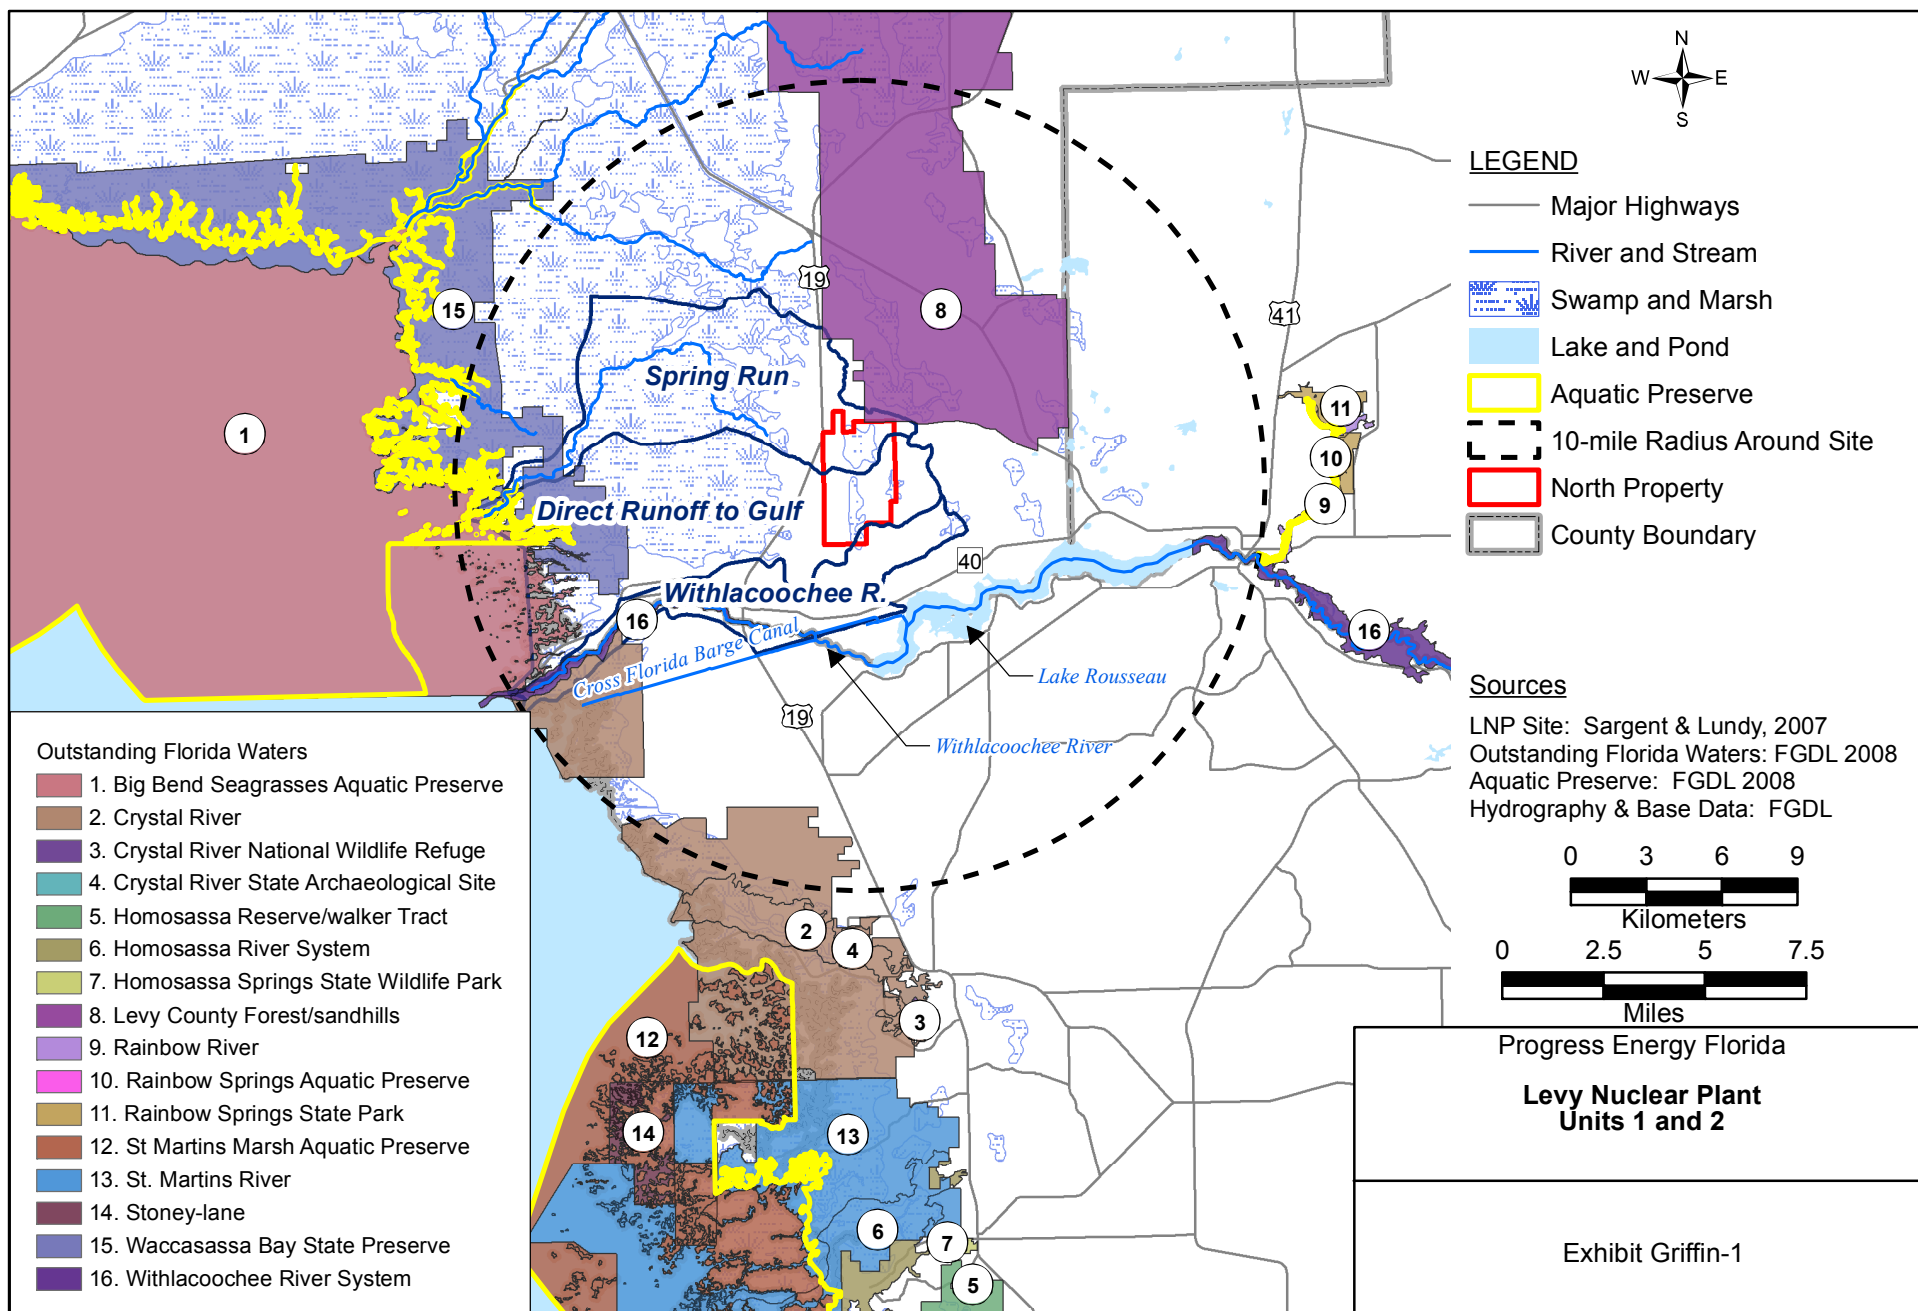 N
W
E
S
LEGEND
Major Highways
River and Stream
Swamp and Marsh
Lake and Pond
Aquatic Preserve
10-mile Radius Around Site
North Property
County Boundary
Sources
LNP Site: Sargent & Lundy, 2007
Outstanding Florida Waters: FGDL 2008
Aquatic Preserve: FGDL 2008
Hydrography & Base Data: FGDL
0 3 6 9
Kilometers
0 2.5 5 7.5
Miles
Progress Energy Florida
Levy Nuclear Plant
Units 1 and 2
Exhibit Griffin-1
19
15
8
41
Spring Run
1
11
10
9
Direct Runoff to Gulf
40
Withlacoochee R.
16
16
Cross Florida Barge Canal
Lake Rousseau
19
Withlacoochee River
2
4
3
12
14
13
6
7
5
Outstanding Florida Waters
1. Big Bend Seagrasses Aquatic Preserve
2. Crystal River
3. Crystal River National Wildlife Refuge
4. Crystal River State Archaeological Site
5. Homosassa Reserve/walker Tract
6. Homosassa River System
7. Homosassa Springs State Wildlife Park
8. Levy County Forest/sandhills
9. Rainbow River
10. Rainbow Springs Aquatic Preserve
11. Rainbow Springs State Park
12. St Martins Marsh Aquatic Preserve
13. St. Martins River
14. Stoney-lane
15. Waccasassa Bay State Preserve
16. Withlacoochee River System